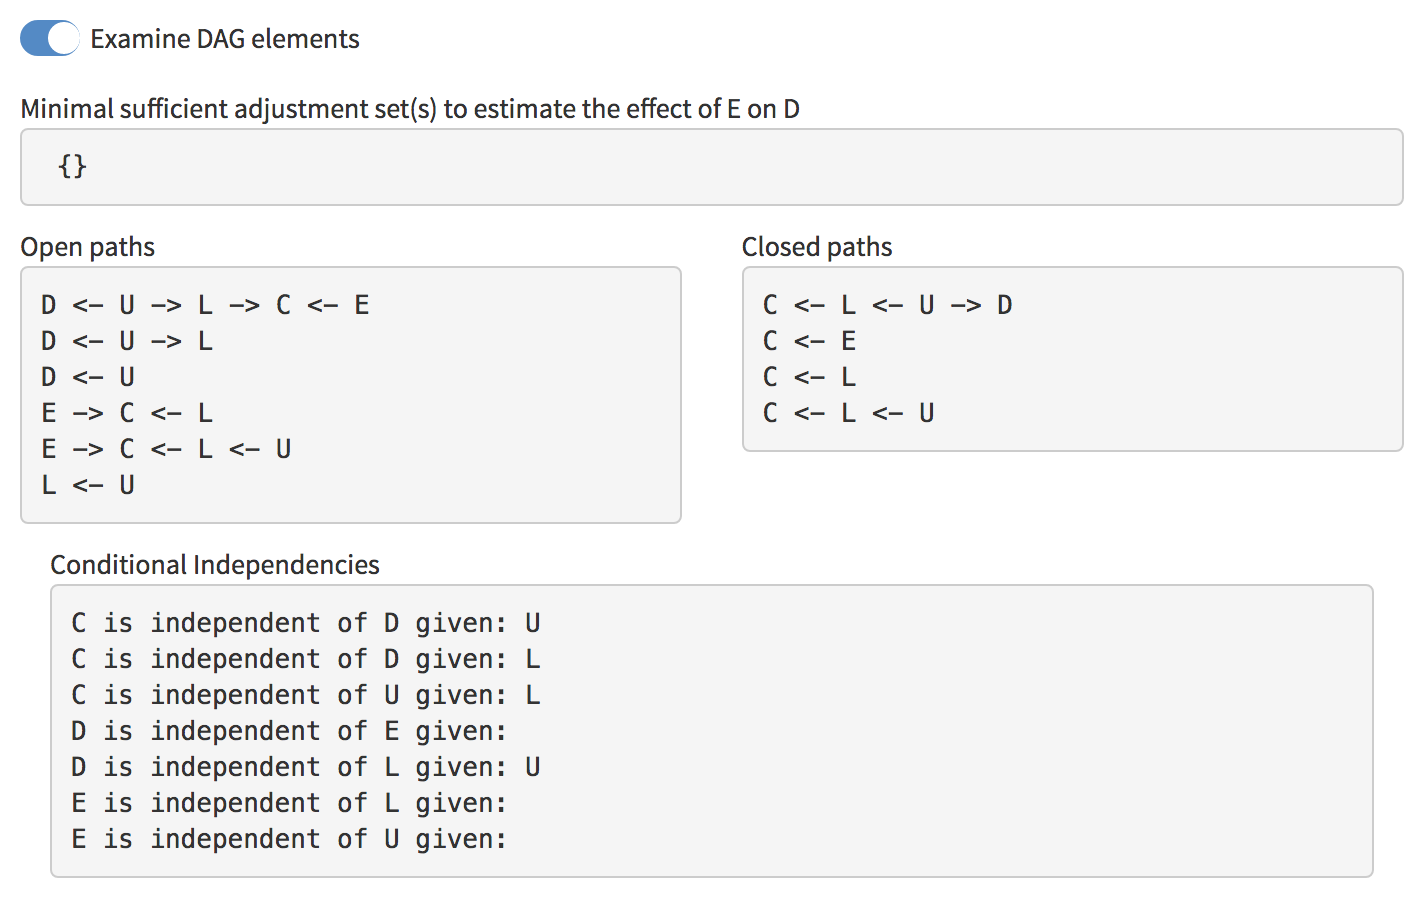 Examine DAG elements
Minimal sufficient adjustment set(s) to estimate the effect of E on D
{}
Open paths
D <– U –> L –> C <– E
D <– U –> L
D <– U
E –> C <– L
E –> C <– L <– U
L <– U
Closed paths
C <– L <– U –> D
C <– E
C <– L
C <– L <– U
Conditional Independencies
C is independent of D given: U
C is independent of D given: L
C is independent of U given: L
D is independent of E given:
D is independent of L given: U
E is independent of L given:
E is independent of U given: